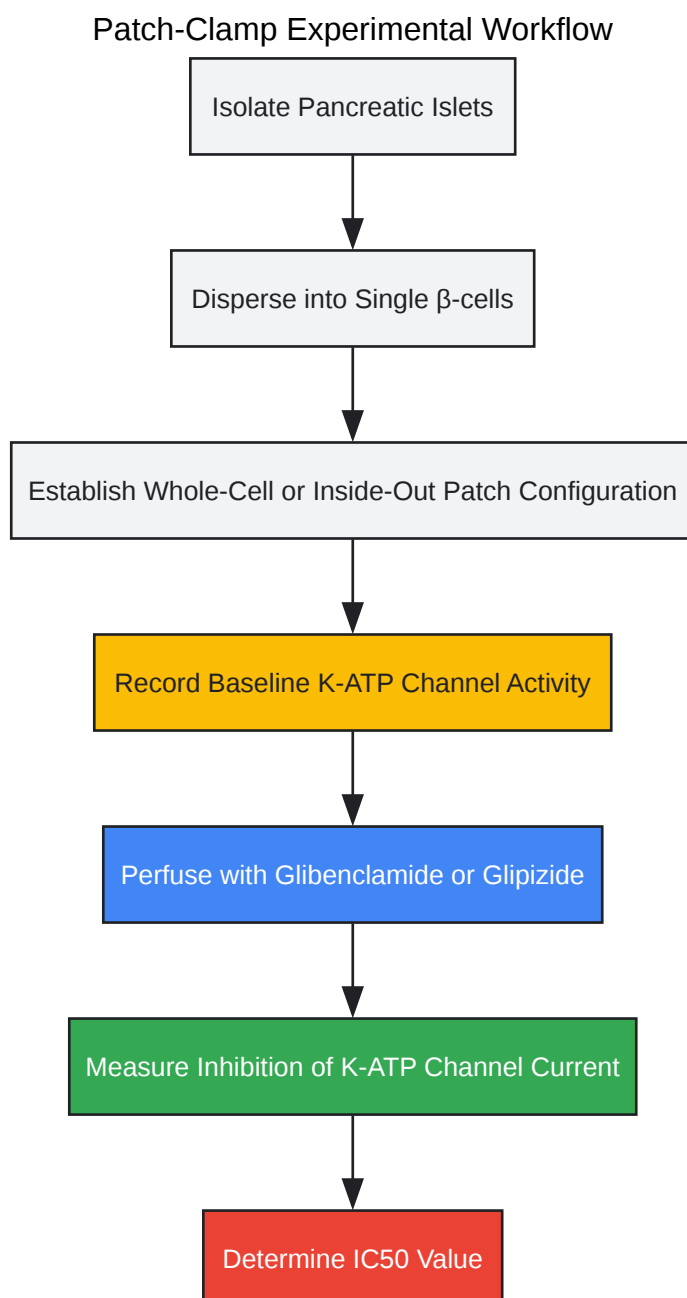 Patch-Clamp Experimental Workflow
Isolate Pancreatic Islets
Disperse into Single β-cells
Establish Whole-Cell or Inside-Out Patch Configuration
Record Baseline K-ATP Channel Activity
Perfuse with Glibenclamide or Glipizide
Measure Inhibition of K-ATP Channel Current
Determine IC50 Value